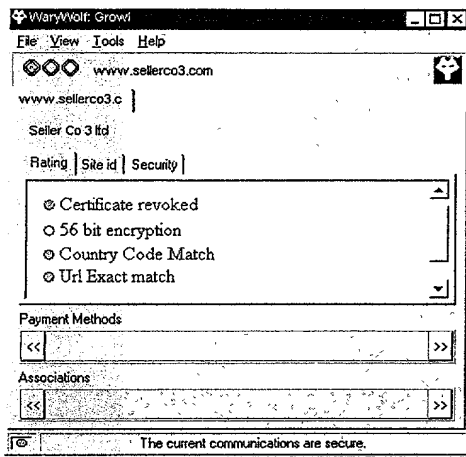 WaryWolf: Growl
File View Tools Help
www.sellerco3.com
www.sellerco3.c
Seller Co 3 ltd
Rating Site id Security
Certificate revoked
56 bit encryption
Country Code Match
Url Exact match
Payment Methods
<< >>
Associations
<< >>
The current communications are secure.